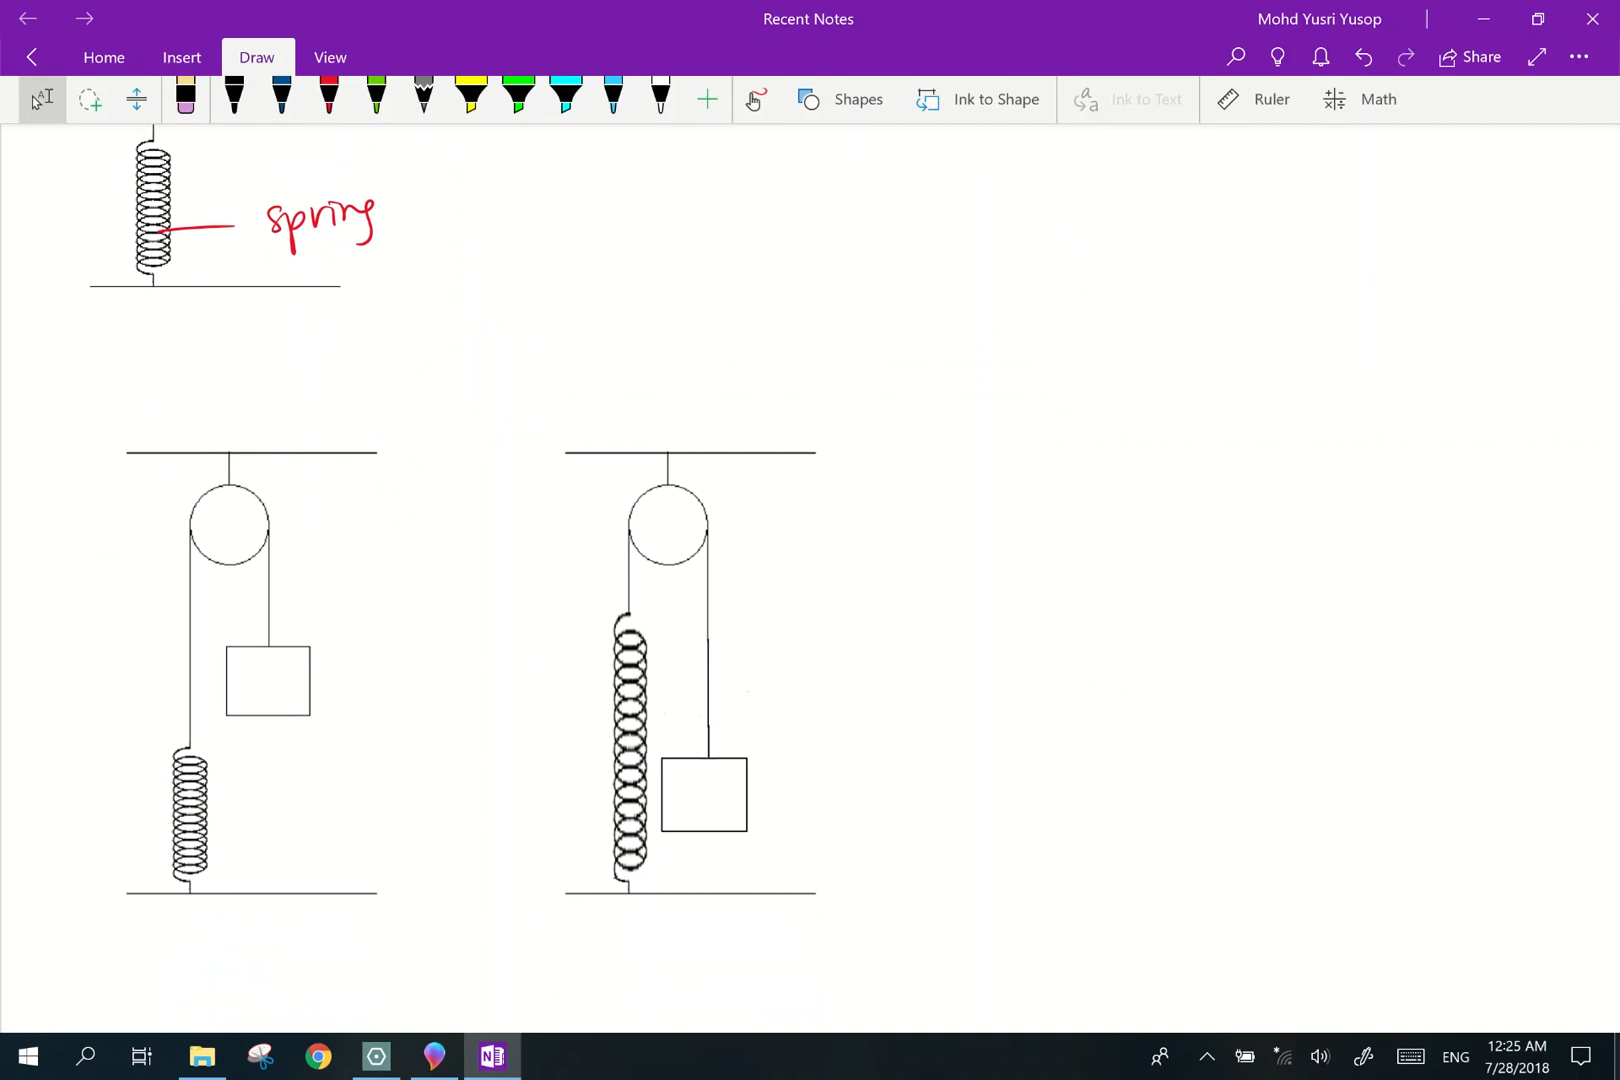 Recent Notes
Mohd Yusri Yusop
Home Insert Draw View
Share
Shapes
Ink to Shape
Ink to Text
Ruler
Math
spring
ENG
12:25 AM
7/28/2018